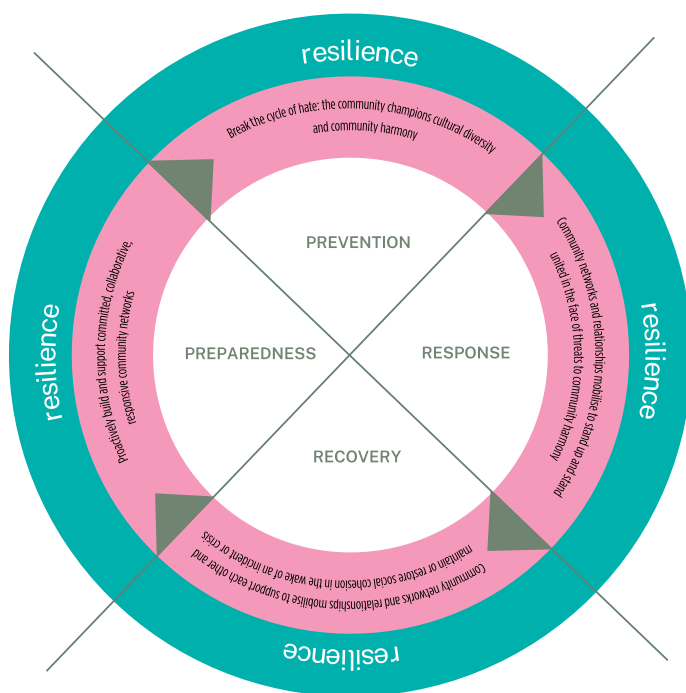 resilience
Break the cycle of hate: the community champions cultural diversity
and community harmony
PREVENTION
resilience
Proactively build and support committed, collaborative,
responsive community networks
PREPAREDNESS
RESPONSE
Community networks and relationships mobilise to stand up and stand
united in the face of threats to community harmony
resilience
RECOVERY
Community networks and relationships mobilise to support each other and
maintain or restore social cohesion in the wake of an incident or crisis
resilience